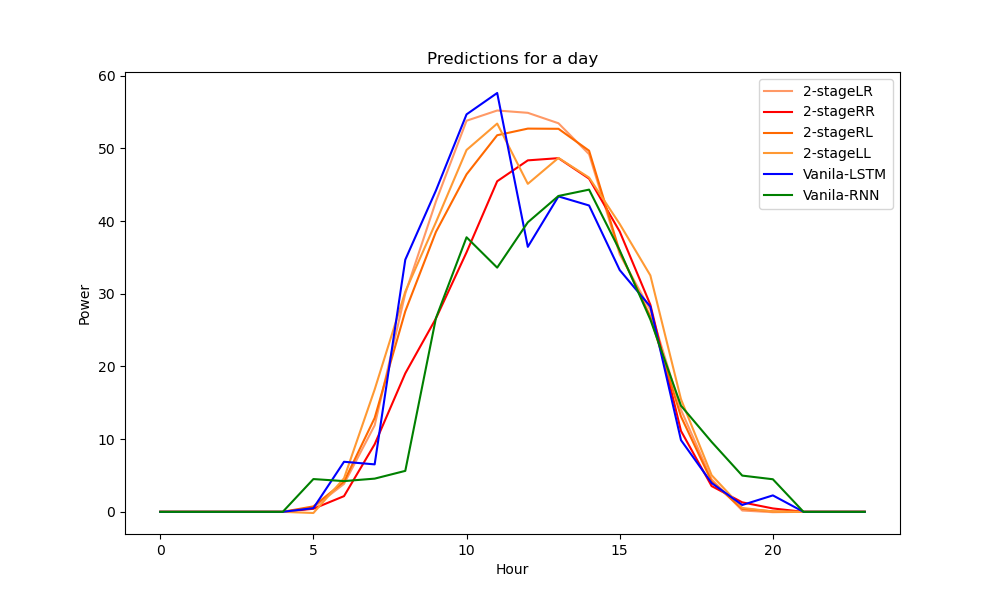 Predictions for a day
60
50
40
30
20
10
0
Power
0 5 10 15 20
Hour
2-stageLR
2-stageRR
2-stageRL
2-stageLL
Vanila-LSTM
Vanila-RNN